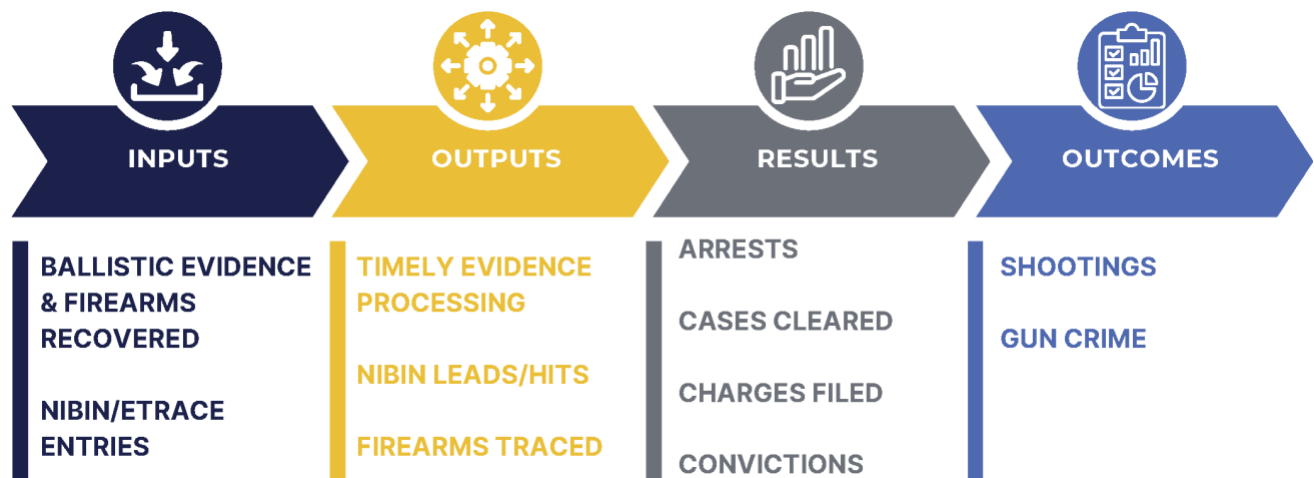 INPUTS
OUTPUTS
RESULTS
OUTCOMES
BALLISTIC EVIDENCE
& FIREARMS
RECOVERED
NIBIN/ETRACE
ENTRIES
TIMELY EVIDENCE
PROCESSING
NIBIN LEADS/HITS
FIREARMS TRACED
ARRESTS
CASES CLEARED
CHARGES FILED
CONVICTIONS
SHOOTINGS
GUN CRIME